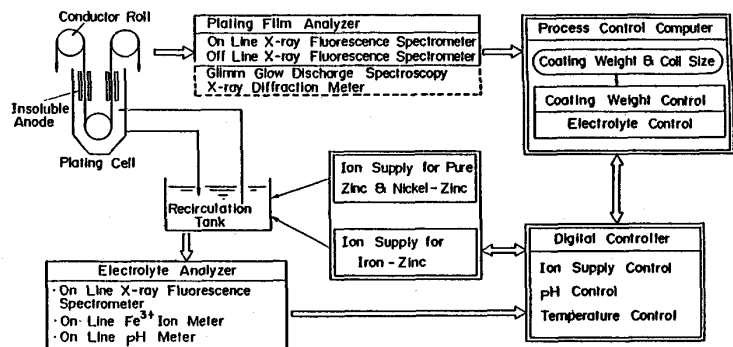 Conductor Roll
Insoluble
Anode
Plating Cell
Plating Film Analyzer
On Line X-ray Fluorescence Spectrometer
Off Line X-ray Fluorescence Spectrometer
Glimm Glow Discharge Spectroscopy
X-ray Diffraction Meter
Process Control Computer
Coating Weight & Coil Size
Coating Weight Control
Electrolyte Control
Recirculation
Tank
Ion Supply for Pure
Zinc & Nickel-Zinc
Ion Supply for
Iron-Zinc
Digital Controller
Ion Supply Control
pH Control
Temperature Control
Electrolyte Analyzer
·On Line X-ray Fluorescence
Spectrometer
·On-Line Fe³⁺ Ion Meter
·On Line pH Meter